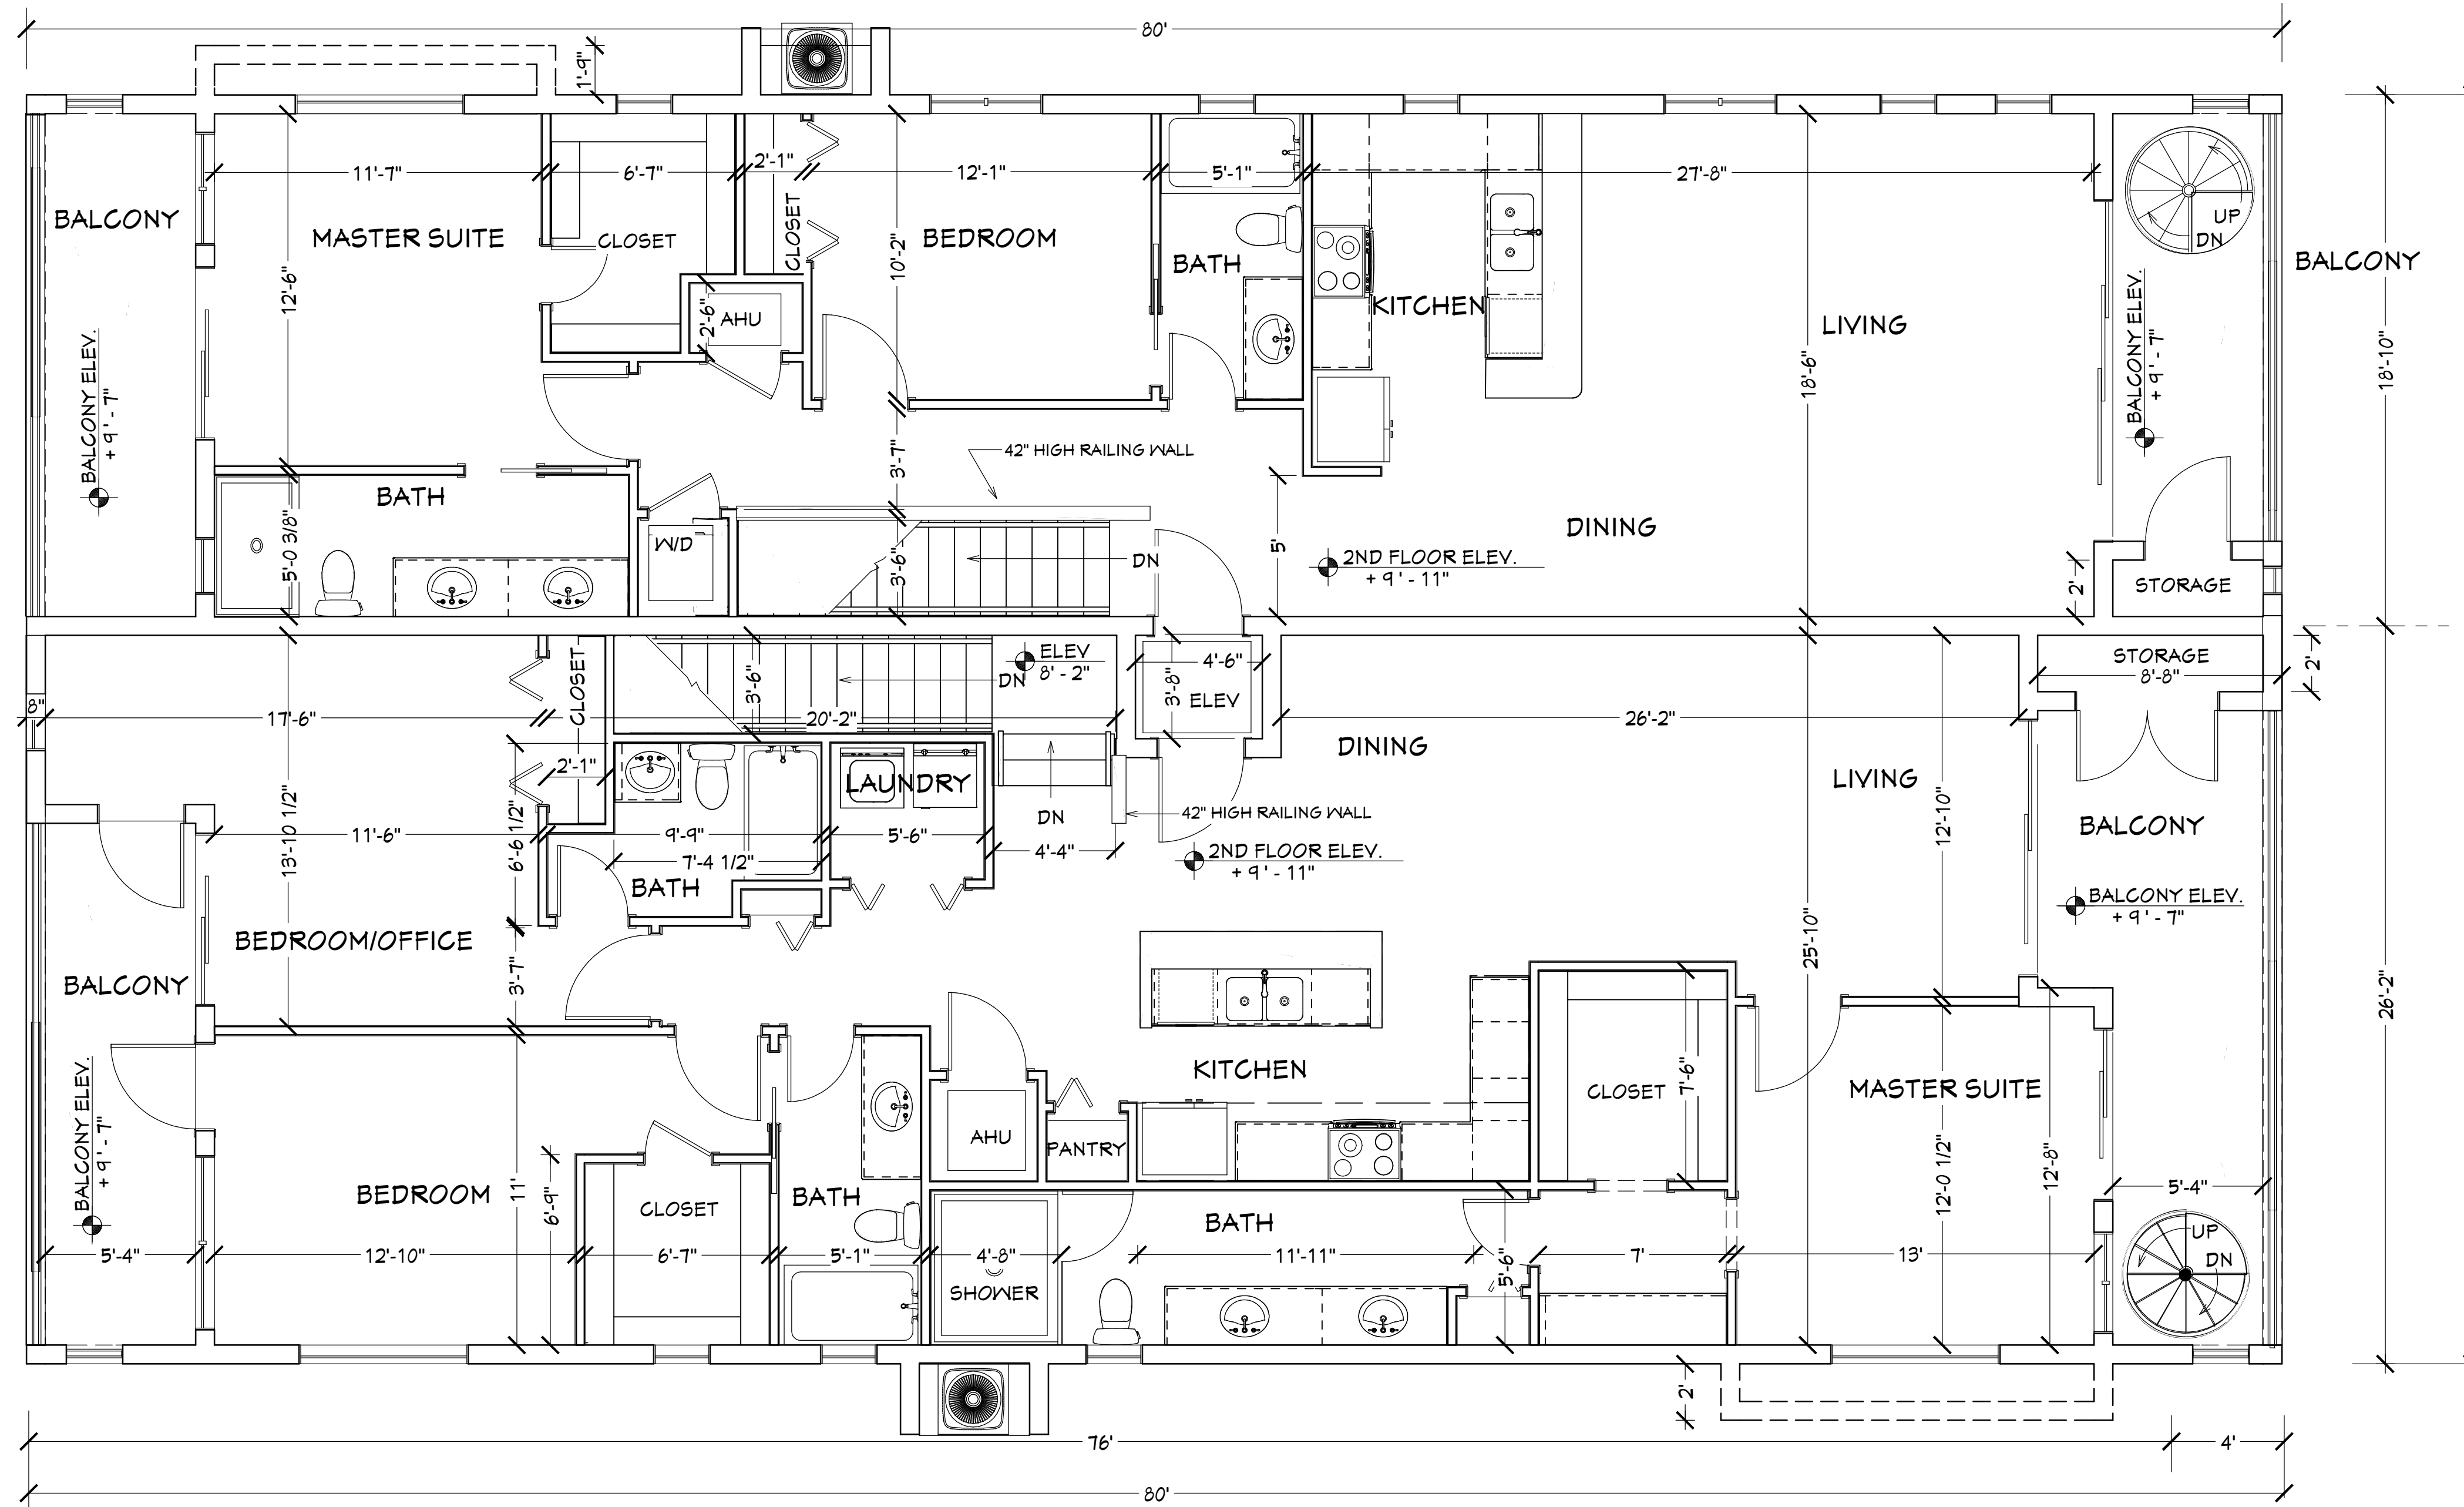 80'
1'-9"
11'-7"
6'-7"
2'-1"
12'-1"
5'-1"
27'-8"
BALCONY
MASTER SUITE
CLOSET
CLOSET
BEDROOM
10'-2"
BATH
UP
DN
BALCONY
12'-6"
2'-6"
AHU
KITCHEN
LIVING
18'-6"
18'-10"
BALCONY ELEV.
+ 9' - 7"
BALCONY ELEV.
+ 9' - 7"
3'-7"
42" HIGH RAILING WALL
BATH
5'-0 3/8"
W/D
3'-6"
DN
5'
DINING
2ND FLOOR ELEV.
+ 9' - 11"
2'
STORAGE
CLOSET
3'-6"
ELEV
8' - 2"
DN
4'-6"
3'-8"
ELEV
STORAGE
8'-8"
2'
8"
17'-6"
20'-2"
26'-2"
DINING
2'-1"
LAUNDRY
LIVING
DN
42" HIGH RAILING WALL
13'-10 1/2"
11'-6"
6'-6 1/2"
9'-9"
5'-6"
7'-4 1/2"
4'-4"
12'-10"
BALCONY
2ND FLOOR ELEV.
+ 9' - 11"
BATH
BALCONY ELEV.
+ 9' - 7"
BEDROOM/OFFICE
3'-7"
25'-10"
BALCONY
26'-2"
KITCHEN
CLOSET
7'-6"
MASTER SUITE
BALCONY ELEV.
+ 9' - 7"
AHU
PANTRY
BEDROOM
11'
6'-9"
CLOSET
BATH
BATH
12'-0 1/2"
12'-8"
5'-4"
UP
DN
5'-4"
12'-10"
6'-7"
5'-1"
4'-8"
11'-11"
5'-6"
7'
13'
SHOWER
2'
76'
4'
80'